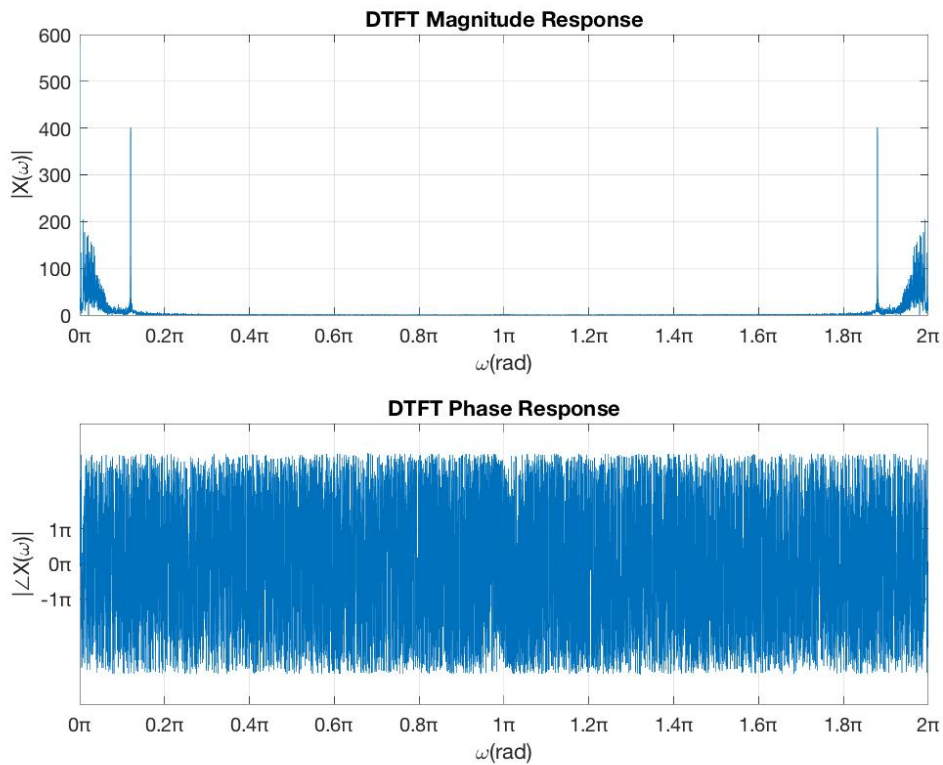 DTFT Magnitude Response
600
500
400
300
200
100
0
|X(ω)|
0π 0.2π 0.4π 0.6π 0.8π 1π 1.2π 1.4π 1.6π 1.8π 2π
ω(rad)
DTFT Phase Response
1π
0π
-1π
|∠X(ω)|
0π 0.2π 0.4π 0.6π 0.8π 1π 1.2π 1.4π 1.6π 1.8π 2π
ω(rad)